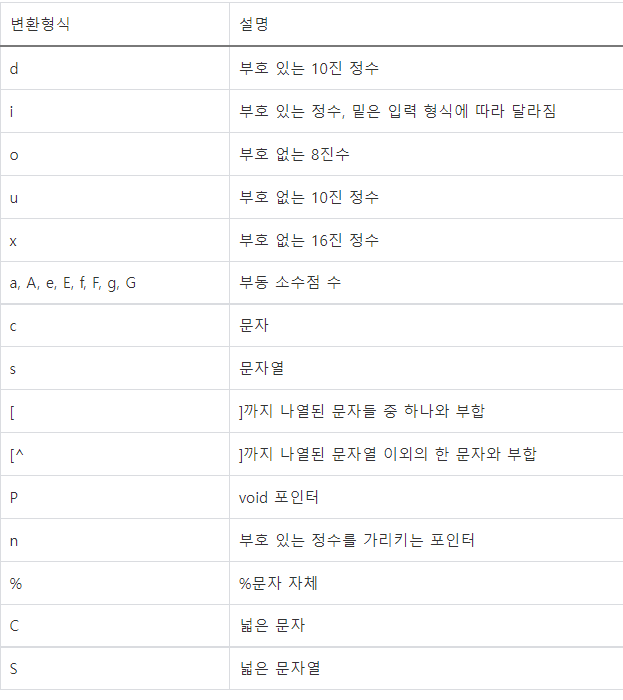 변환형식 설명
d 부호 있는 10진 정수
i 부호 있는 정수, 밑은 입력 형식에 따라 달라짐
o 부호 없는 8진수
u 부호 없는 10진 정수
x 부호 없는 16진 정수
a, A, e, E, f, F, g, G 부동 소수점 수
c 문자
s 문자열
[ ]까지 나열된 문자들 중 하나와 부합
[^ ]까지 나열된 문자열 이외의 한 문자와 부합
P void 포인터
n 부호 있는 정수를 가리키는 포인터
% %문자 자체
C 넓은 문자
S 넓은 문자열